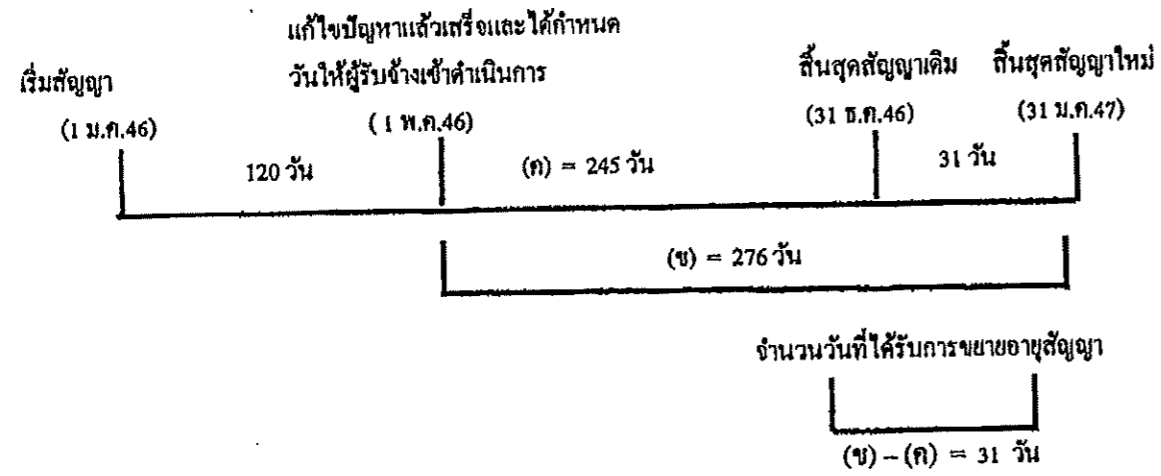 แก้ไขปัญหาแล้วเสร็จและได้กำหนด
วันให้ผู้รับจ้างเข้าดำเนินการ
เริ่มสัญญา
สิ้นสุดสัญญาเดิม
สิ้นสุดสัญญาใหม่
(1 ม.ค.46)
( 1 พ.ค.46)
(31 ธ.ค.46)
(31 ม.ค.47)
120 วัน
(ค) = 245 วัน
31 วัน
(ข) = 276 วัน
จำนวนวันที่ได้รับการขยายอายุสัญญา
(ข) – (ค) = 31 วัน